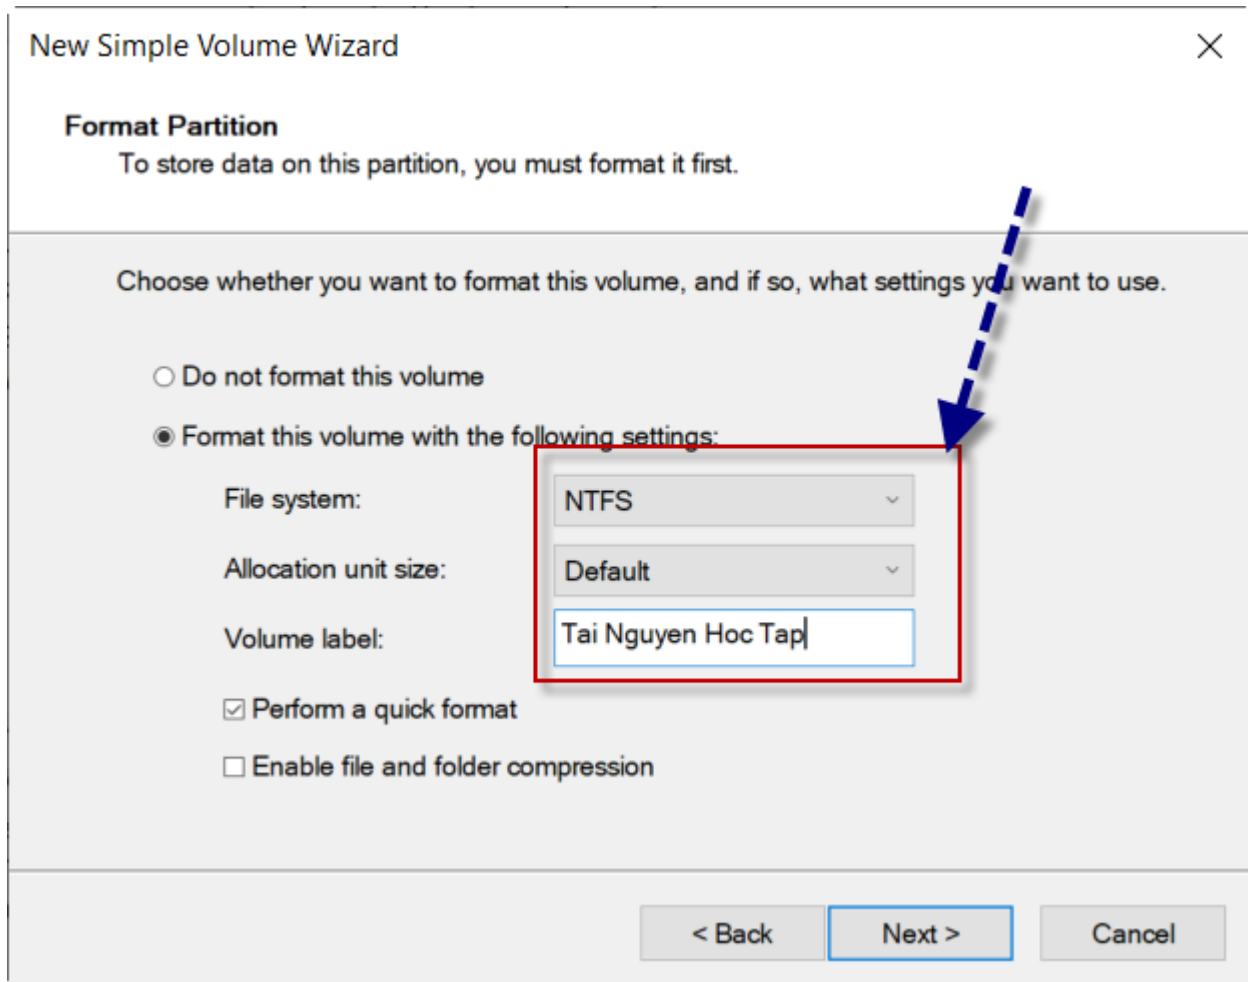 New Simple Volume Wizard
Format Partition
To store data on this partition, you must format it first.
Choose whether you want to format this volume, and if so, what settings you want to use.
Do not format this volume
Format this volume with the following settings:
File system: NTFS
Allocation unit size: Default
Volume label: Tai Nguyen Hoc Tap
Perform a quick format
Enable file and folder compression
< Back Next > Cancel